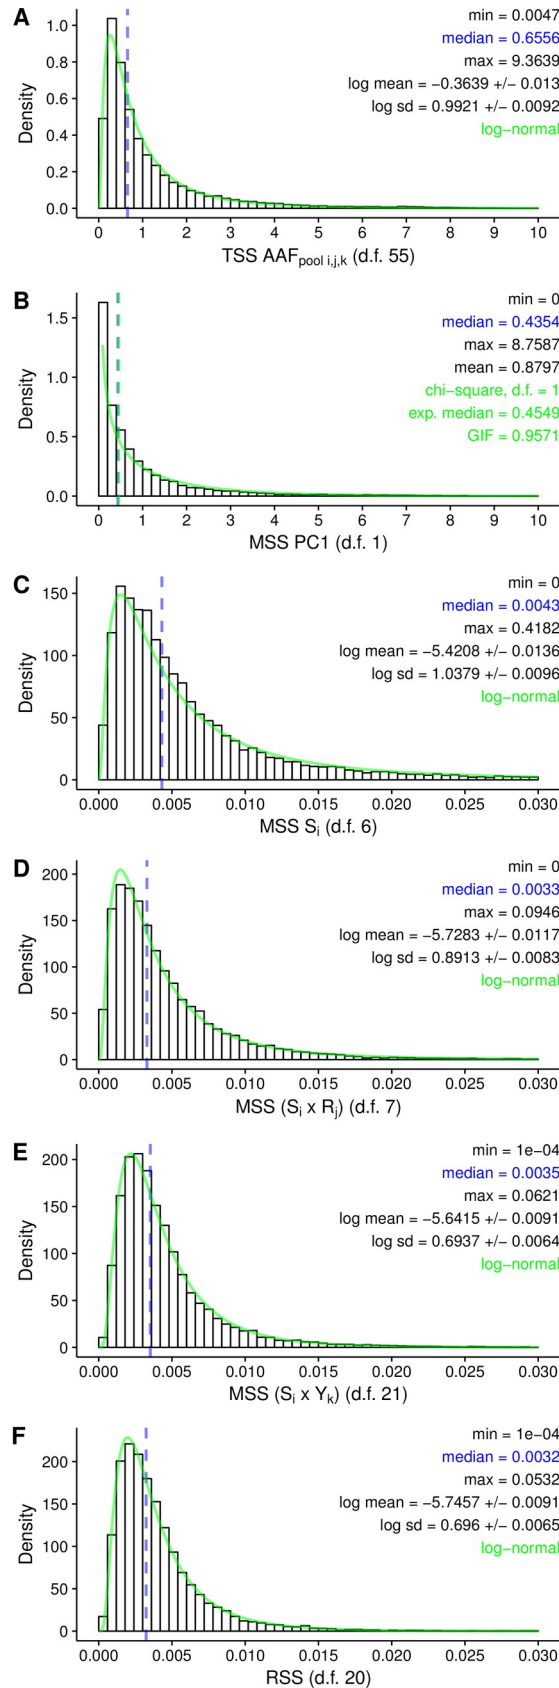 A
min = 0.0047
median = 0.6556
max = 9.3639
log mean = −0.3639 +/− 0.013
log sd = 0.9921 +/− 0.0092
log−normal
Density
1.0
0.8
0.6
0.4
0.2
0.0
0 1 2 3 4 5 6 7 8 9 10
TSS AAFpool i,j,k (d.f. 55)
B
min = 0
median = 0.4354
max = 8.7587
mean = 0.8797
chi−square, d.f. = 1
exp. median = 0.4549
GIF = 0.9571
Density
1.5
1.0
0.5
0.0
0 1 2 3 4 5 6 7 8 9 10
MSS PC1 (d.f. 1)
C
min = 0
median = 0.0043
max = 0.4182
log mean = −5.4208 +/− 0.0136
log sd = 1.0379 +/− 0.0096
log−normal
Density
150
100
50
0
0.000 0.005 0.010 0.015 0.020 0.025 0.030
MSS Si (d.f. 6)
D
min = 0
median = 0.0033
max = 0.0946
log mean = −5.7283 +/− 0.0117
log sd = 0.8913 +/− 0.0083
log−normal
Density
200
150
100
50
0
0.000 0.005 0.010 0.015 0.020 0.025 0.030
MSS (Si x Rj) (d.f. 7)
E
min = 1e−04
median = 0.0035
max = 0.0621
log mean = −5.6415 +/− 0.0091
log sd = 0.6937 +/− 0.0064
log−normal
Density
200
150
100
50
0
0.000 0.005 0.010 0.015 0.020 0.025 0.030
MSS (Si x Yk) (d.f. 21)
F
min = 1e−04
median = 0.0032
max = 0.0532
log mean = −5.7457 +/− 0.0091
log sd = 0.696 +/− 0.0065
log−normal
Density
200
150
100
50
0
0.000 0.005 0.010 0.015 0.020 0.025 0.030
RSS (d.f. 20)